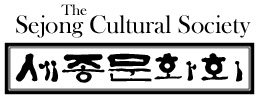 The
Sejong Cultural Society
세종문화회